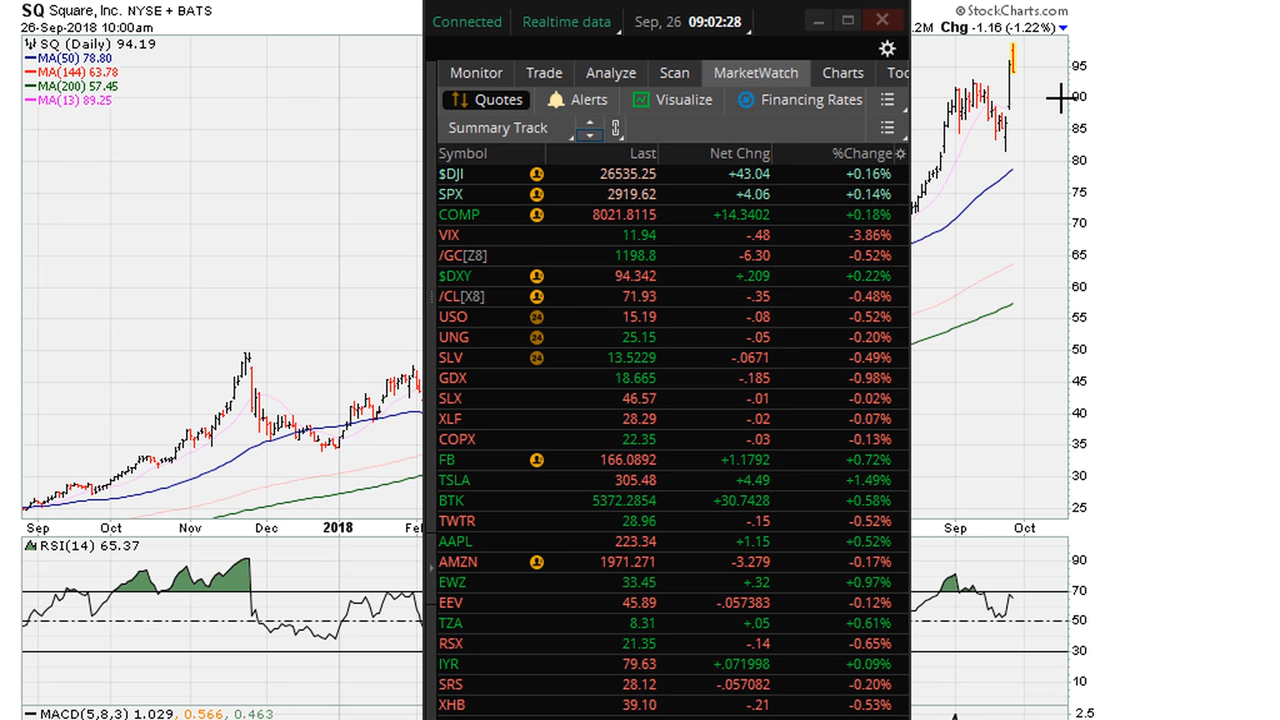 SQ Square, Inc. NYSE + BATS
26-Sep-2018 10:00am
SQ (Daily) 94.19
MA(50) 78.80
MA(144) 63.78
MA(200) 57.45
MA(13) 89.25
Sep Oct Nov Dec 2018 Fe
RSI(14) 65.37
MACD(5,8,3) 1.029, 0.566, 0.463
Connected Realtime data Sep, 26 09:02:28
Monitor Trade Analyze Scan MarketWatch Charts Too
Quotes Alerts Visualize Financing Rates
Summary Track
Symbol Last Net Chng %Change
$DJI 26535.25 +43.04 +0.16%
SPX 2919.62 +4.06 +0.14%
COMP 8021.8115 +14.3402 +0.18%
VIX 11.94 -.48 -3.86%
/GC[Z8] 1198.8 -6.30 -0.52%
$DXY 94.342 +.209 +0.22%
/CL[X8] 71.93 -.35 -0.48%
USO 24 15.19 -.08 -0.52%
UNG 24 25.15 -.05 -0.20%
SLV 24 13.5229 -.0671 -0.49%
GDX 18.665 -.185 -0.98%
SLX 46.57 -.01 -0.02%
XLF 28.29 -.02 -0.07%
COPX 22.35 -.03 -0.13%
FB 166.0892 +1.1792 +0.72%
TSLA 305.48 +4.49 +1.49%
BTK 5372.2854 +30.7428 +0.58%
TWTR 28.96 -.15 -0.52%
AAPL 223.34 +1.15 +0.52%
AMZN 1971.271 -3.279 -0.17%
EWZ 33.45 +.32 +0.97%
EEV 45.89 -.057383 -0.12%
TZA 8.31 +.05 +0.61%
RSX 21.35 -.14 -0.65%
IYR 79.63 +.071998 +0.09%
SRS 28.12 -.057082 -0.20%
XHB 39.10 -.21 -0.53%
© StockCharts.com
.2M Chg -1.16 (-1.22%)
95
90
85
80
75
70
65
60
55
50
45
40
35
30
25
Sep Oct
90
70
50
30
10
2.5